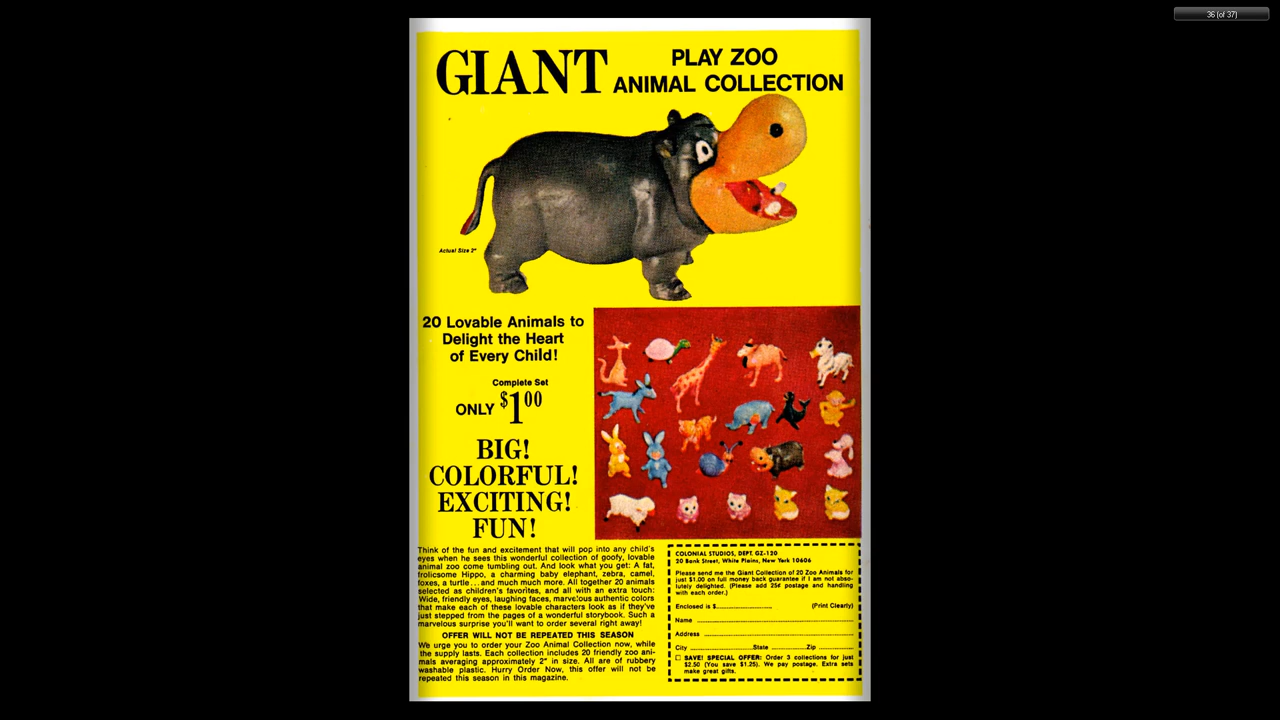 36 (of 37)
GIANT PLAY ZOO
ANIMAL COLLECTION
Actual Size 2"
20 Lovable Animals to
Delight the Heart
of Every Child!
Complete Set
ONLY $1.00
BIG!
COLORFUL!
EXCITING!
FUN!
Think of the fun and excitement that will pop into any child's
eyes when he sees this wonderful collection of goofy, lovable
animal zoo come tumbling out. And look what you get: A fat,
frolicsome Hippo, a charming baby elephant, zebra, camel,
foxes, a turtle ... and much much more. All together 20 animals
selected as children's favorites, and all with an extra touch:
Wide, friendly eyes, laughing faces, marvelous authentic colors
that make each of these lovable characters look as if they've
just stepped from the pages of a wonderful storybook. Such a
marvelous surprise you'll want to order several right away!
OFFER WILL NOT BE REPEATED THIS SEASON
We urge you to order your Zoo Animal Collection now, while
the supply lasts. Each collection includes 20 friendly zoo ani-
mals averaging approximately 2" in size. All are of rubbery
washable plastic. Hurry Order Now, this offer will not be
repeated this season in this magazine.
COLONIAL STUDIOS, DEPT. GZ-120
20 Bank Street, White Plains, New York 10606
Please send me the Giant Collection of 20 Zoo Animals for
just $1.00 on full money back guarantee if I am not abso-
lutely delighted. (Please add 25¢ postage and handling
with each order.)
Enclosed is $ (Print Clearly)
Name
Address
City State Zip
SAVE! SPECIAL OFFER: Order 3 collections for just
$2.50 (You save $1.25). We pay postage. Extra sets
make great gifts.